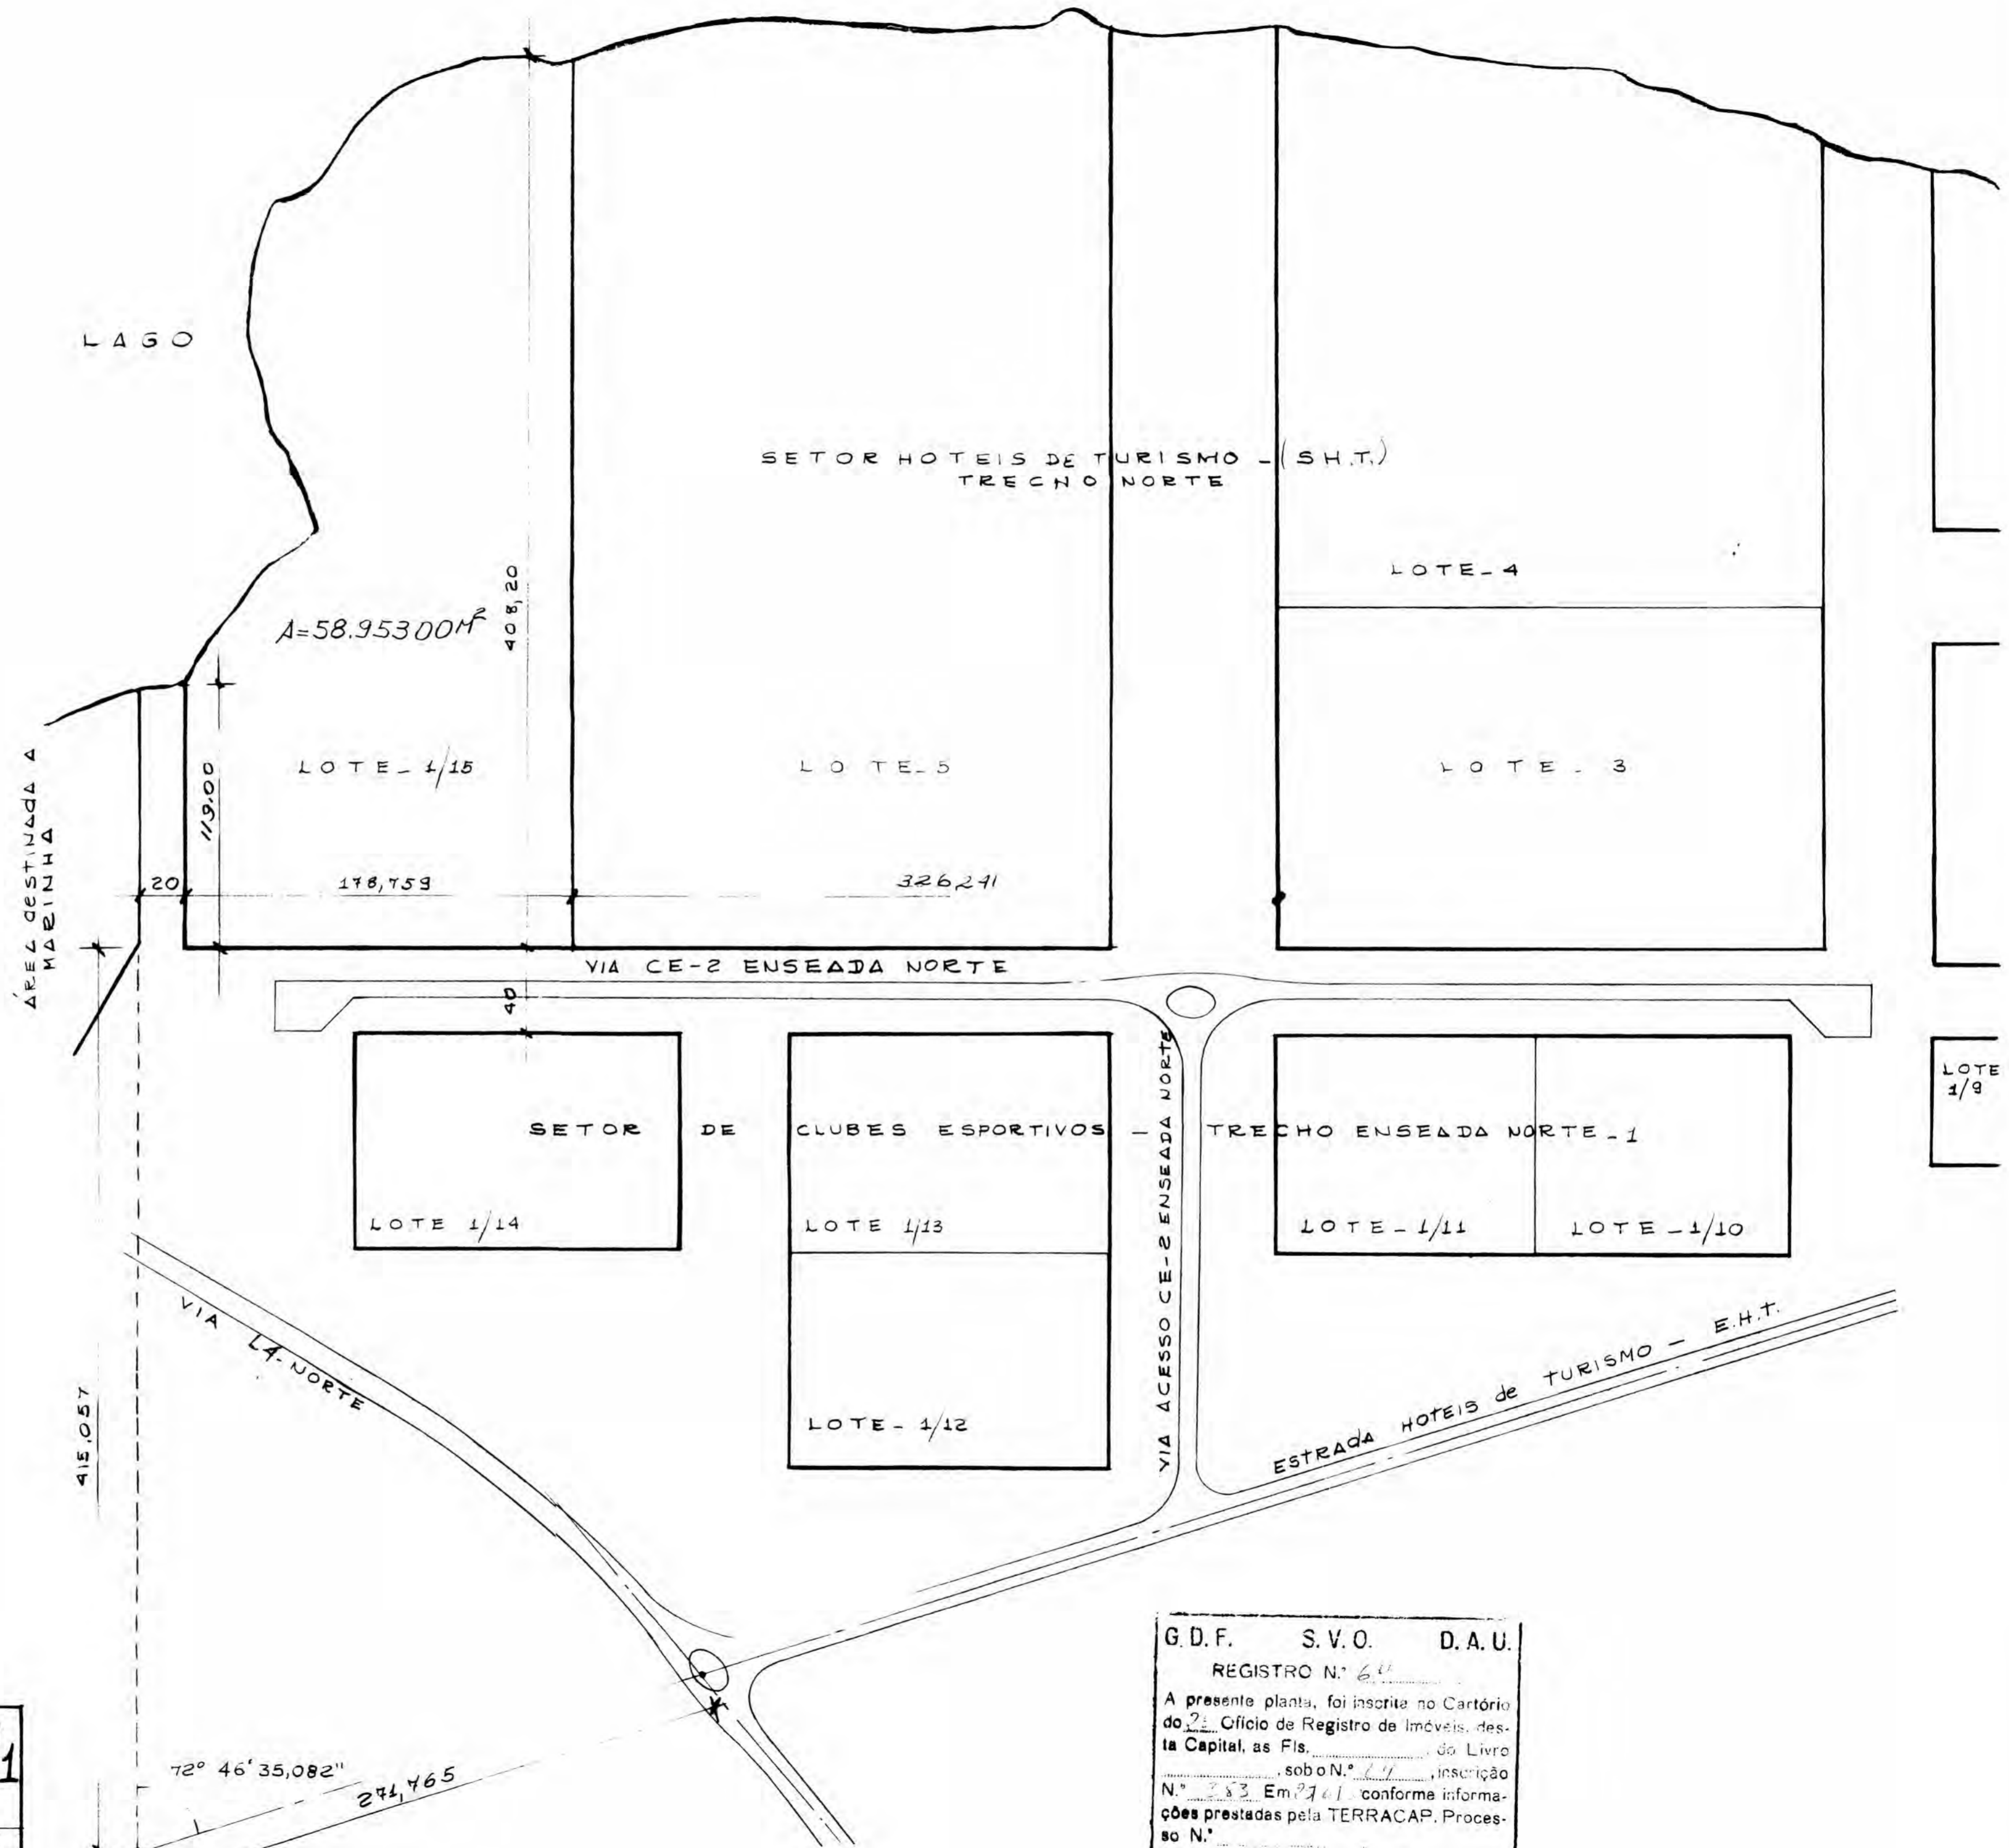 LAGO
SETOR HOTEIS DE TURISMO - (S.H.T.)
TRECHO NORTE
LOTE-4
408,20
A=58.95300M²
ÁREA destinada A
MARINHA
119.00
LOTE-1/15
LOTE-5
LOTE-3
20
178,759
326,241
VIA CE-2 ENSEADA NORTE
40
LOTE
1/9
SETOR DE CLUBES ESPORTIVOS - TRECHO ENSEADA NORTE-1
LOTE 1/14
LOTE 1/13
LOTE-1/11
LOTE-1/10
VIA ACESSO CE-2 ENSEADA NORTE
VIA L4-NORTE
LOTE-1/12
415,057
ESTRADA HOTEIS de TURISMO - E.H.T.
72° 46' 35,082"
271,765
1
G.D.F. S.V.O. D.A.U.
REGISTRO N.º
A presente planta, foi inscrita no Cartório
do 2º Ofício de Registro de Imóveis, des-
ta Capital, as Fls. do Livro
, sob o N.º , inscrição
N.º Em conforme informa-
ções prestadas pela TERRACAP. Proces-
so N.º